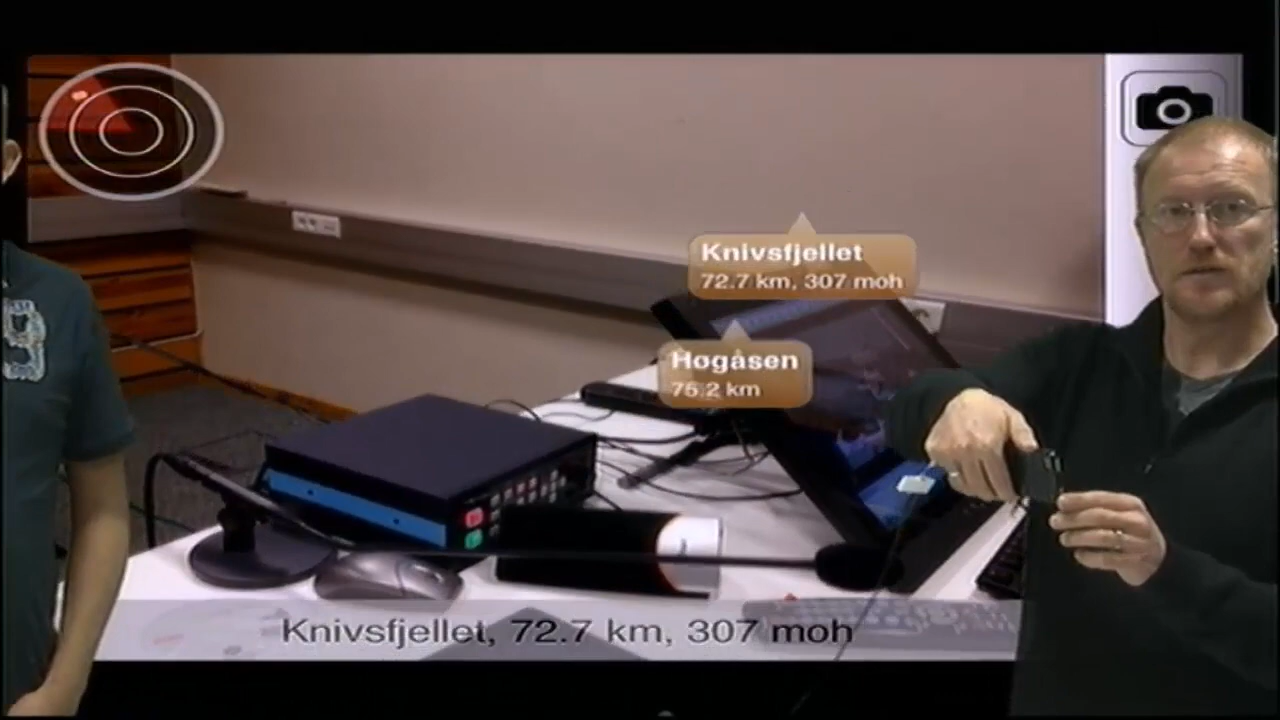 Knivsfjellet
72.7 km, 307 moh
Høgåsen
75.2 km
Knivsfjellet, 72.7 km, 307 moh